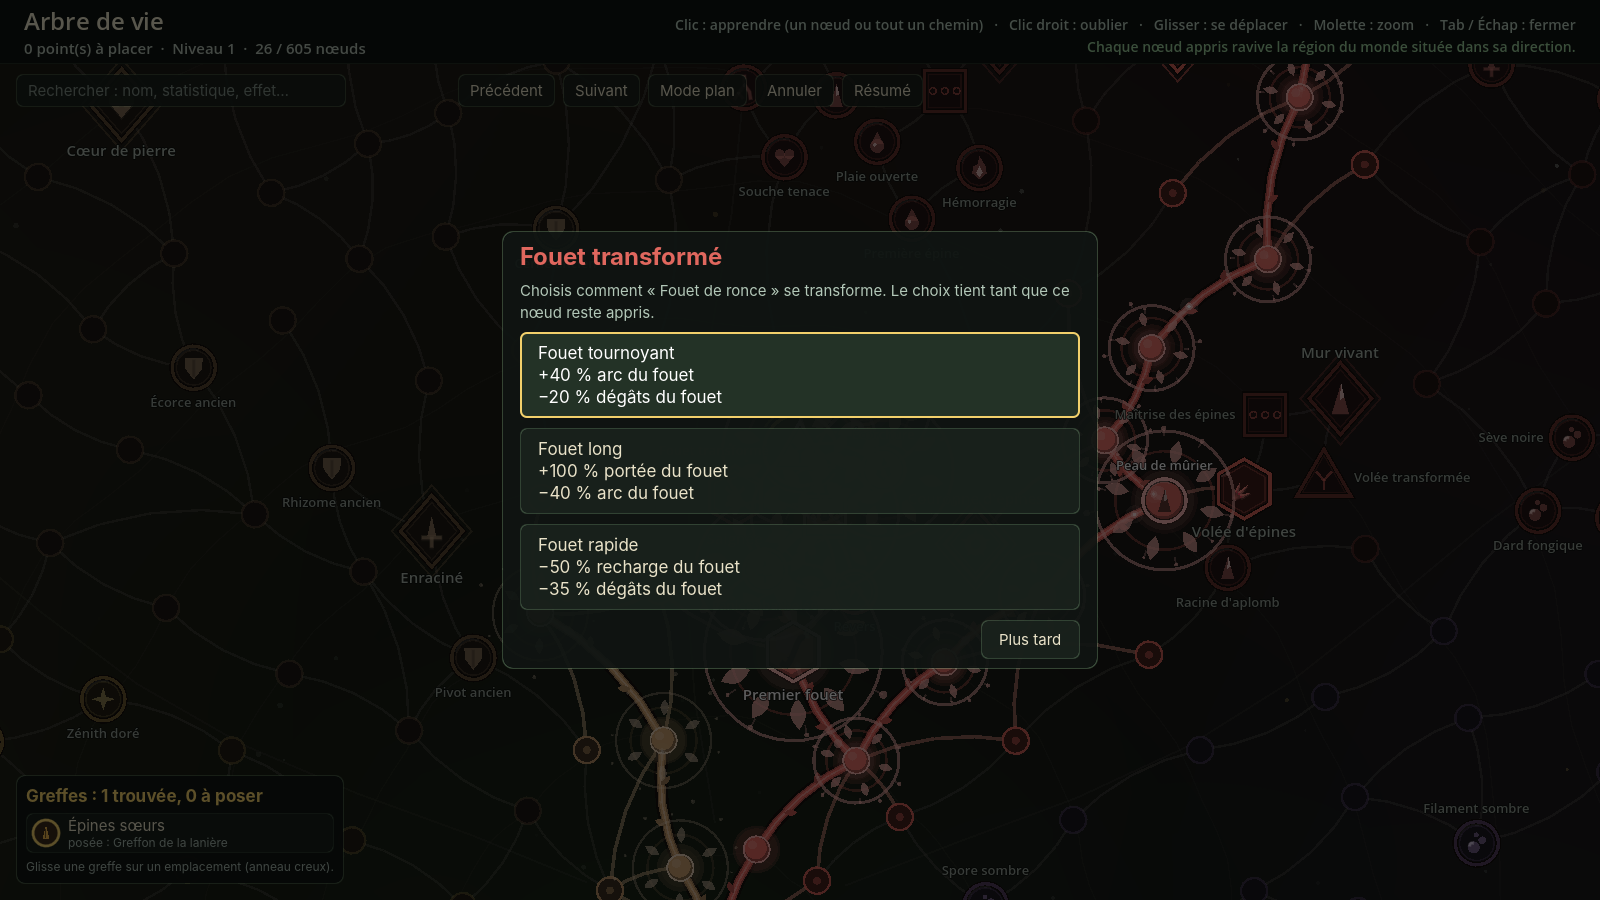 Arbre de vie
0 point(s) à placer · Niveau 1 · 26 / 605 nœuds
Clic : apprendre (un nœud ou tout un chemin) · Clic droit : oublier · Glisser : se déplacer · Molette : zoom · Tab / Échap : fermer
Chaque nœud appris ravive la région du monde située dans sa direction.
Rechercher : nom, statistique, effet...
Précédent
Suivant
Mode plan
Annuler
Résumé
Cœur de pierre
Souche tenace
Plaie ouverte
Hémorragie
Fouet transformé
Choisis comment « Fouet de ronce » se transforme. Le choix tient tant que ce
nœud reste appris.
Fouet tournoyant
+40 % arc du fouet
−20 % dégâts du fouet
Fouet long
+100 % portée du fouet
−40 % arc du fouet
Fouet rapide
−50 % recharge du fouet
−35 % dégâts du fouet
Plus tard
Mur vivant
Écorce ancien
Maîtrise des épines
Sève noire
Peau de mûrier
Volée transformée
Rhizome ancien
Volée d'épines
Dard fongique
Enraciné
Racine d'aplomb
Pivot ancien
Premier fouet
Zénith doré
Greffes : 1 trouvée, 0 à poser
Épines sœurs
posée : Greffon de la lanière
Glisse une greffe sur un emplacement (anneau creux).
Filament sombre
Spore sombre